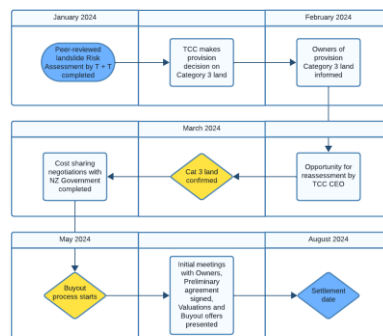 January 2024
February 2024
Peer-reviewed
landslide Risk
Assessment by T + T
completed
TCC makes
provision
decision on
Category 3 land
Owners of
provision
Category 3 land
informed
March 2024
Cost sharing
negotiations with
NZ Government
completed
Cat 3 land
confirmed
Opportunity for
reassessment by
TCC CEO
May 2024
August 2024
Buyout
process starts
Initial meetings
with Owners,
Preliminary
agreement
signed,
Valuations and
Buyout offers
presented
Settlement
date